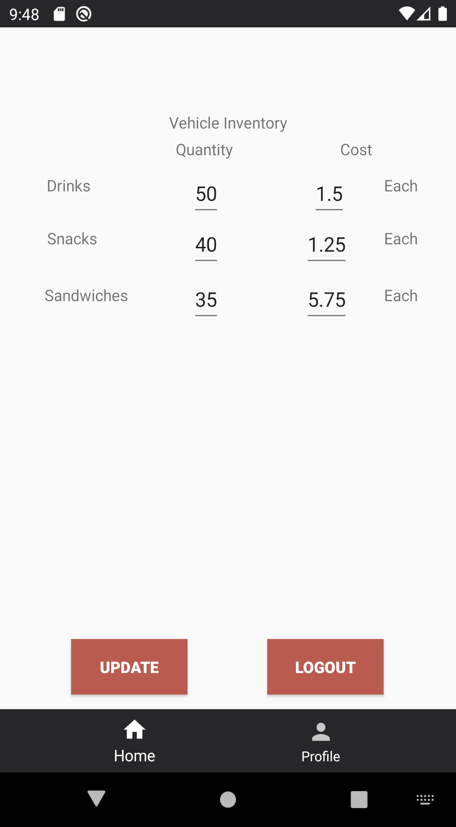 9:48
Vehicle Inventory
Quantity Cost
Drinks 50 1.5 Each
Snacks 40 1.25 Each
Sandwiches 35 5.75 Each
UPDATE LOGOUT
Home Profile